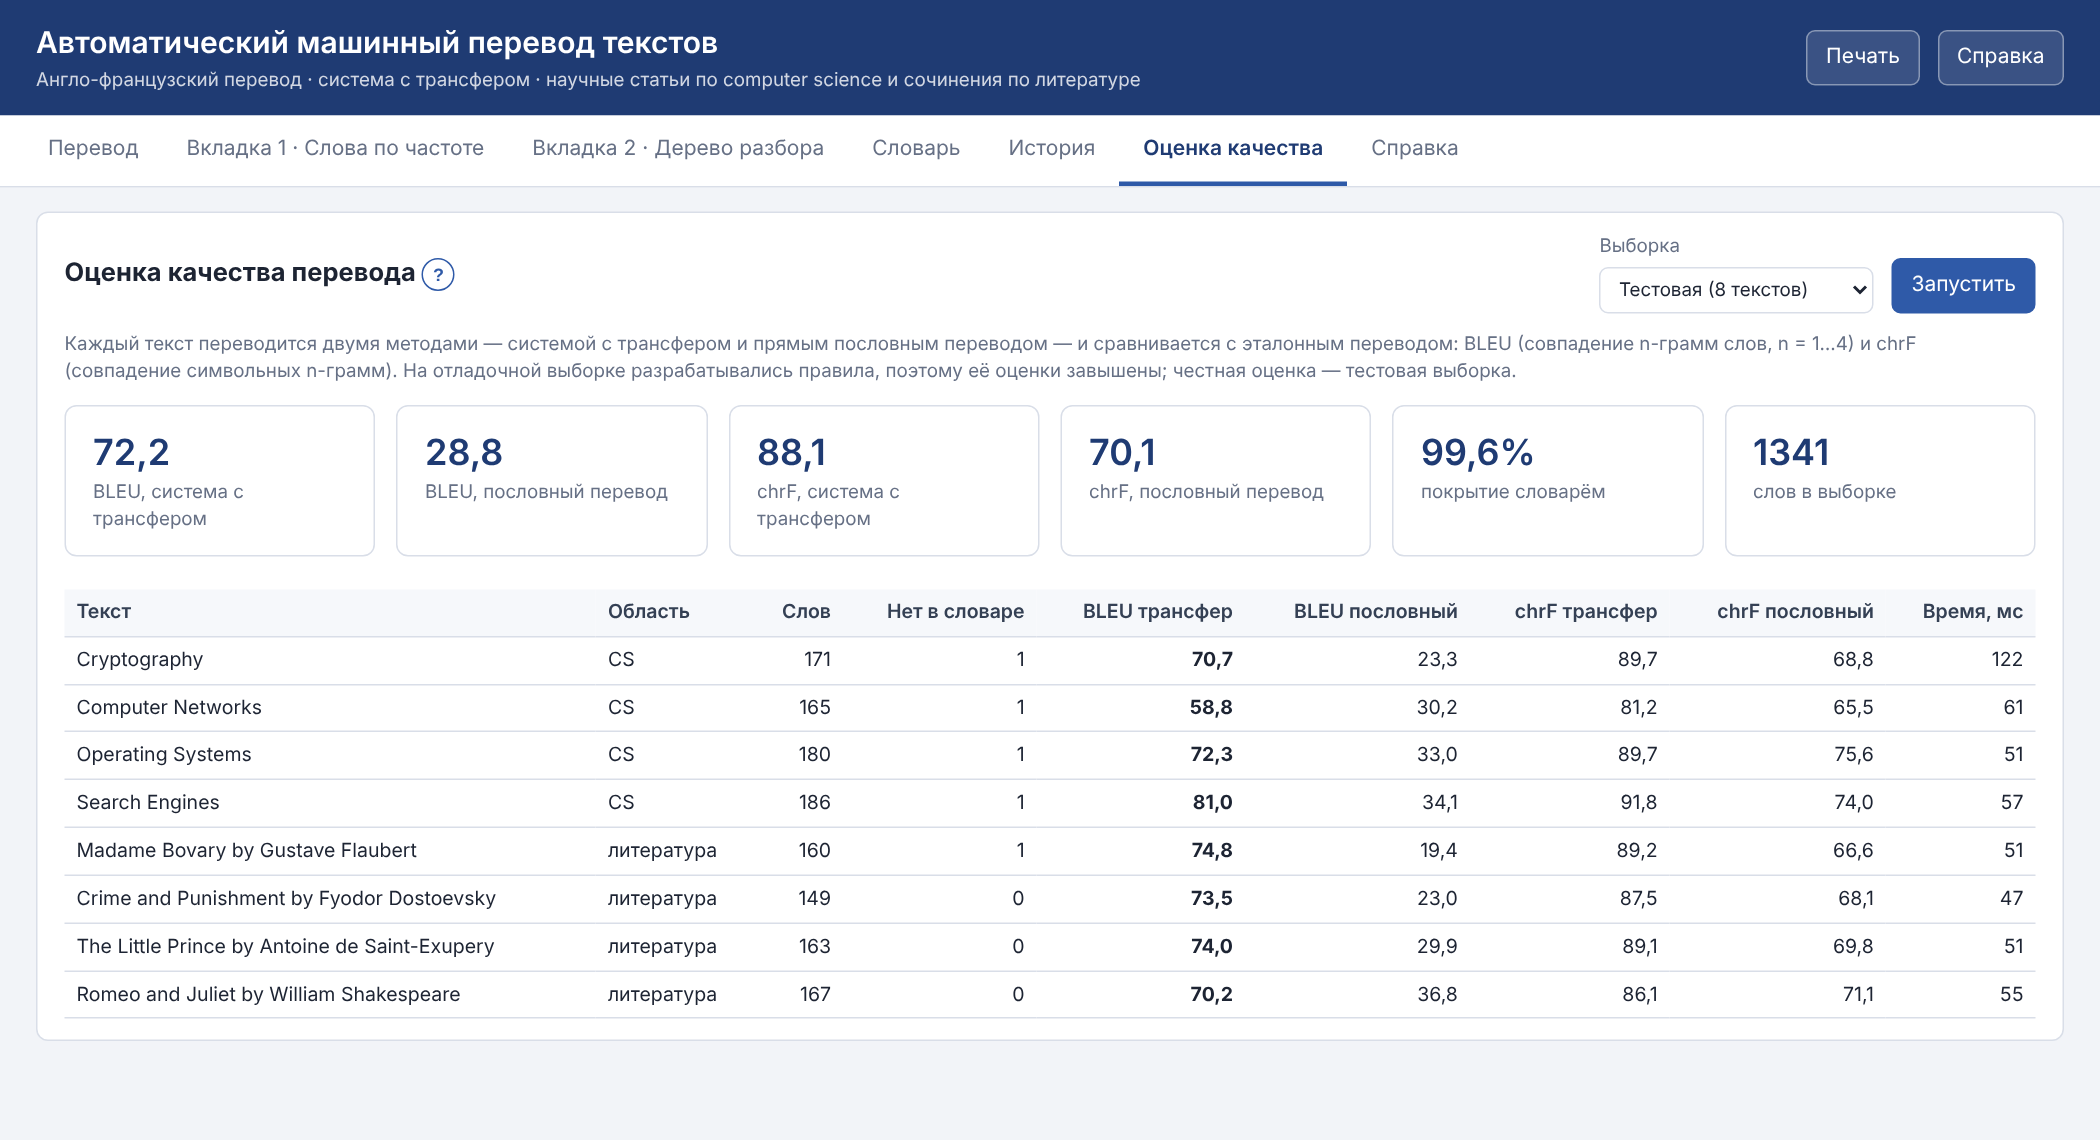 Автоматический машинный перевод текстов
Англо-французский перевод · система с трансфером · научные статьи по computer science и сочинения по литературе
Печать
Справка
Перевод
Вкладка 1 · Слова по частоте
Вкладка 2 · Дерево разбора
Словарь
История
Оценка качества
Справка
Оценка качества перевода ?
Выборка
Тестовая (8 текстов)
Запустить
Каждый текст переводится двумя методами — системой с трансфером и прямым пословным переводом — и сравнивается с эталонным переводом: BLEU (совпадение n-грамм слов, n = 1…4) и chrF
(совпадение символьных n-грамм). На отладочной выборке разрабатывались правила, поэтому её оценки завышены; честная оценка — тестовая выборка.
72,2
BLEU, система с
трансфером
28,8
BLEU, пословный перевод
88,1
chrF, система с
трансфером
70,1
chrF, пословный перевод
99,6%
покрытие словарём
1341
слов в выборке
Текст Область Слов Нет в словаре BLEU трансфер BLEU пословный chrF трансфер chrF пословный Время, мс
Cryptography CS 171 1 70,7 23,3 89,7 68,8 122
Computer Networks CS 165 1 58,8 30,2 81,2 65,5 61
Operating Systems CS 180 1 72,3 33,0 89,7 75,6 51
Search Engines CS 186 1 81,0 34,1 91,8 74,0 57
Madame Bovary by Gustave Flaubert литература 160 1 74,8 19,4 89,2 66,6 51
Crime and Punishment by Fyodor Dostoevsky литература 149 0 73,5 23,0 87,5 68,1 47
The Little Prince by Antoine de Saint-Exupery литература 163 0 74,0 29,9 89,1 69,8 51
Romeo and Juliet by William Shakespeare литература 167 0 70,2 36,8 86,1 71,1 55